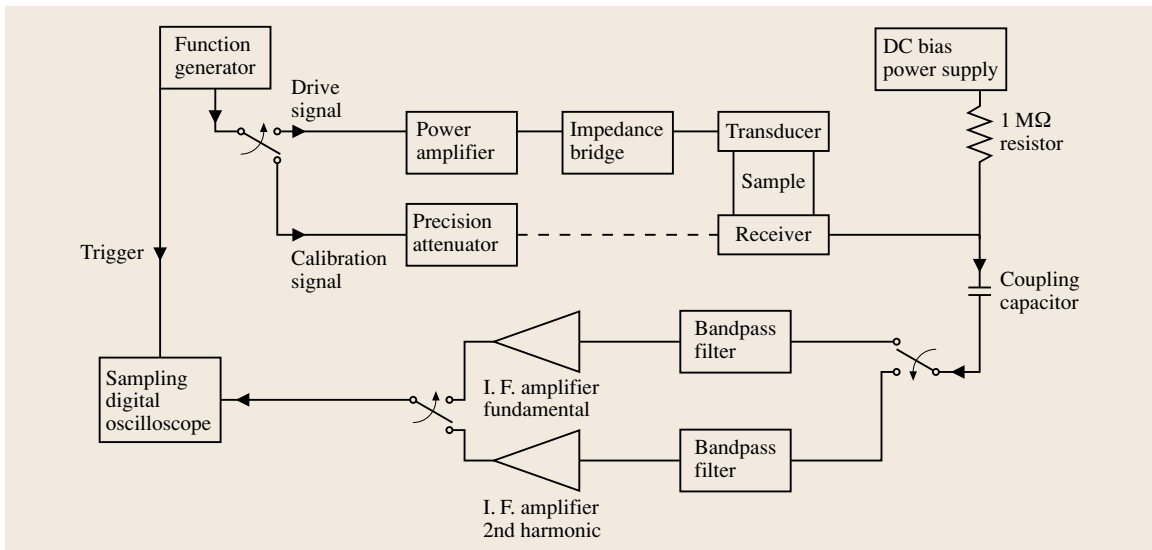 Function
generator
DC bias
power supply
Drive
signal
Power
amplifier
Impedance
bridge
Transducer
1 MΩ
resistor
Sample
Precision
attenuator
Receiver
Trigger
Calibration
signal
Coupling
capacitor
Bandpass
filter
Sampling
digital
oscilloscope
I. F. amplifier
fundamental
Bandpass
filter
I. F. amplifier
2nd harmonic